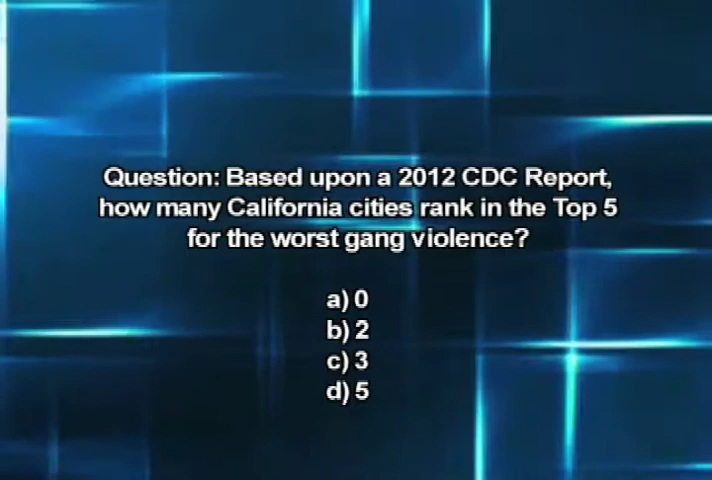 Question: Based upon a 2012 CDC Report,
how many California cities rank in the Top 5
for the worst gang violence?
a) 0
b) 2
c) 3
d) 5